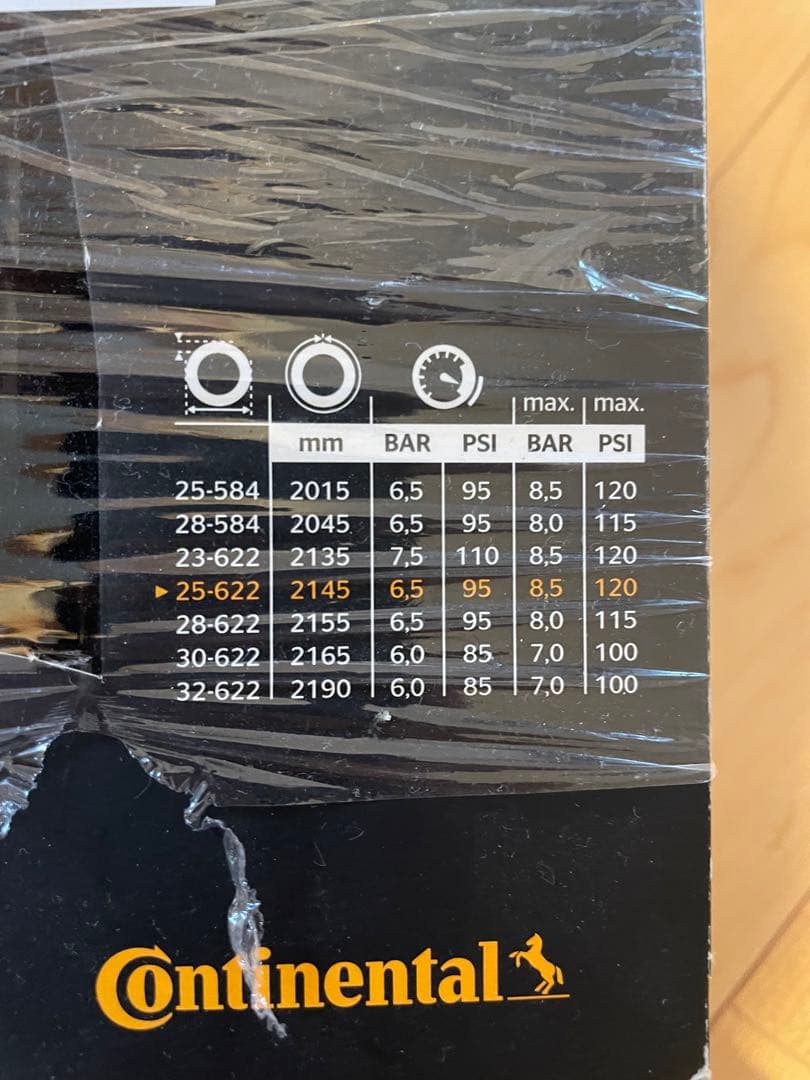 max. max.
mm BAR PSI BAR PSI
25-584 2015 6,5 95 8,5 120
28-584 2045 6,5 95 8,0 115
23-622 2135 7,5 110 8,5 120
25-622 2145 6,5 95 8,5 120
28-622 2155 6,5 95 8,0 115
30-622 2165 6,0 85 7,0 100
32-622 2190 6,0 85 7,0 100
Continental